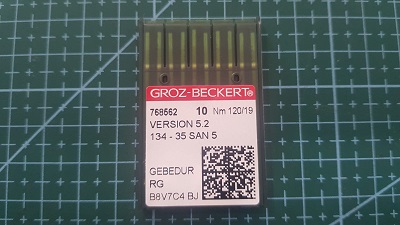 GROZ-BECKERT®
768562 10 Nm 120/19
VERSION 5.2
134 - 35 SAN 5
GEBEDUR
RG
B8V7C4 BJ